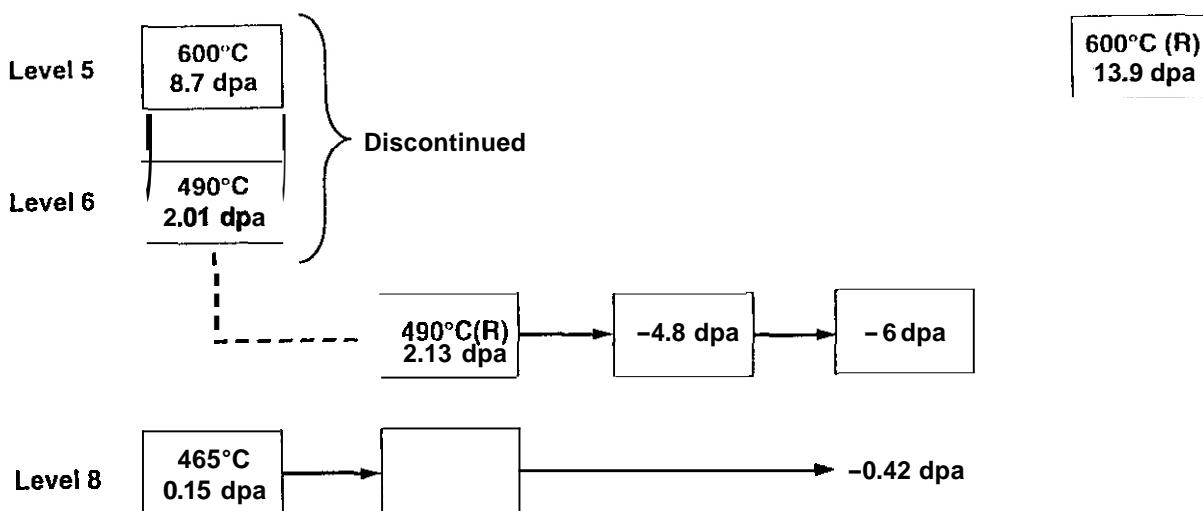 Level 5
600°C
8.7 dpa
600°C (R)
13.9 dpa
Discontinued
Level 6
490°C
2.01 dpa
490°C(R)
2.13 dpa
−4.8 dpa
−6 dpa
Level 8
465°C
0.15 dpa
−0.42 dpa